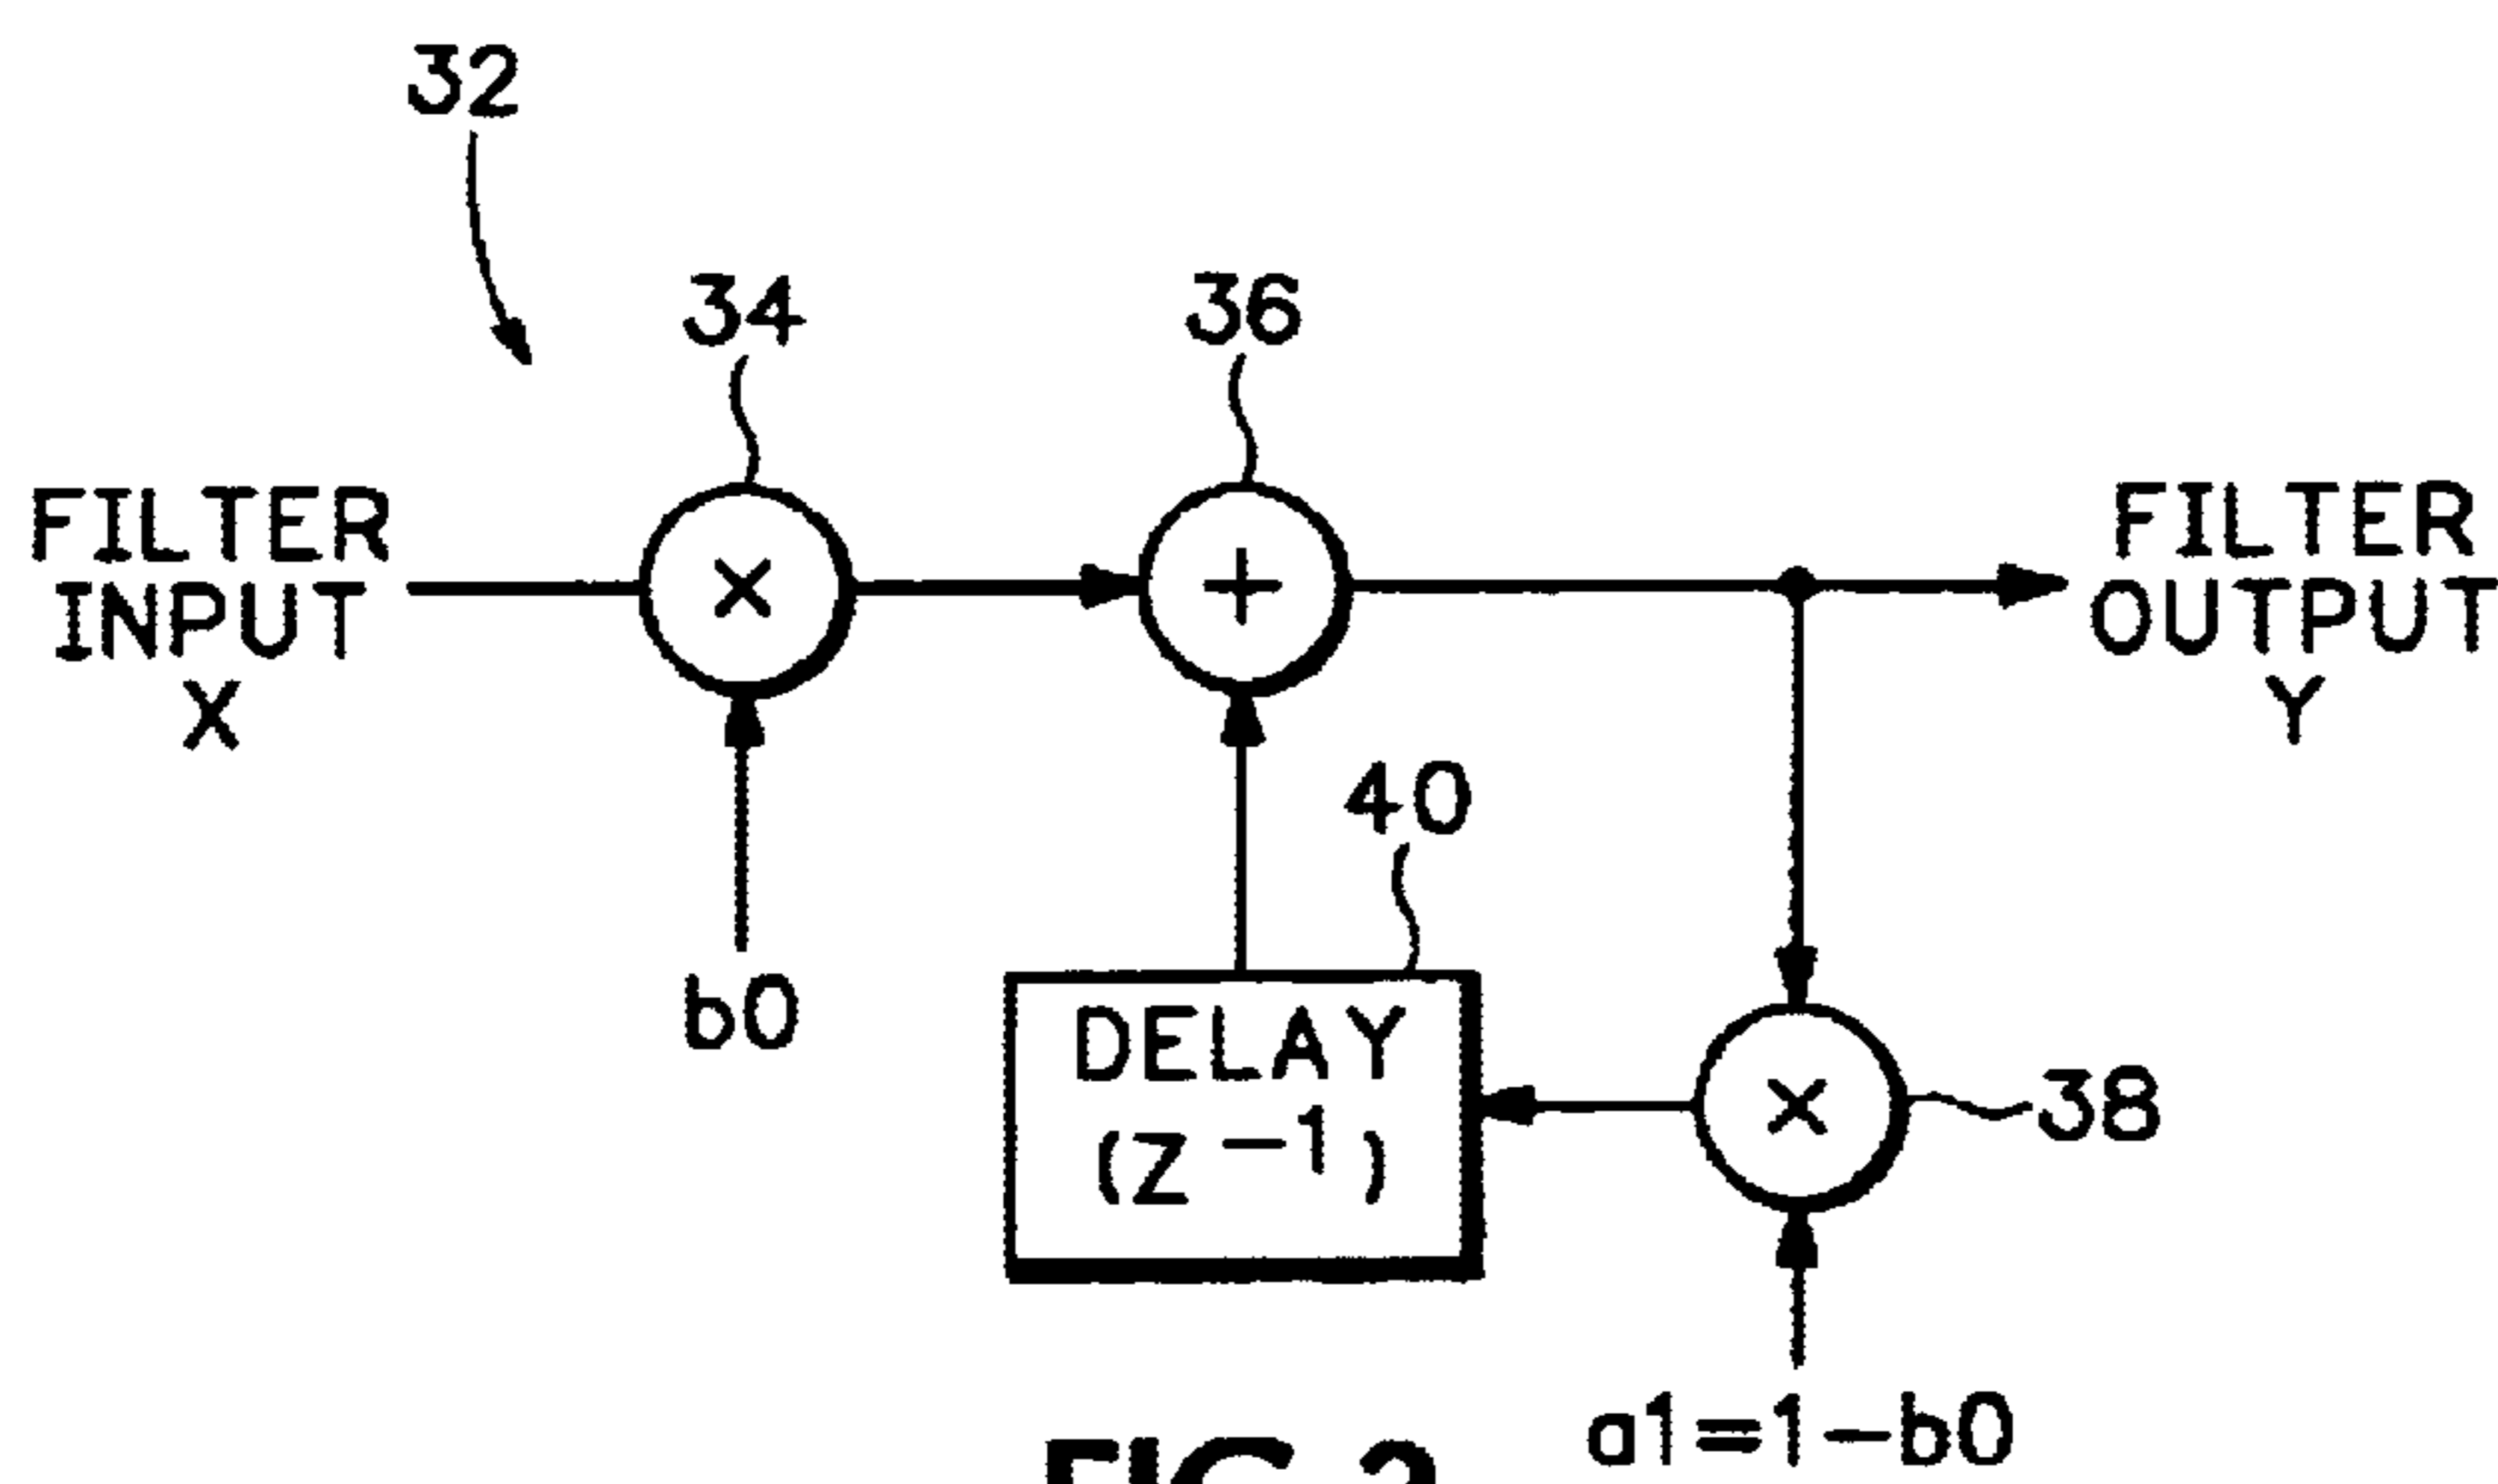 32
34
36
FILTER
INPUT
X
FILTER
OUTPUT
Y
40
b0
DELAY
(Z⁻¹)
38
a1=1-b0